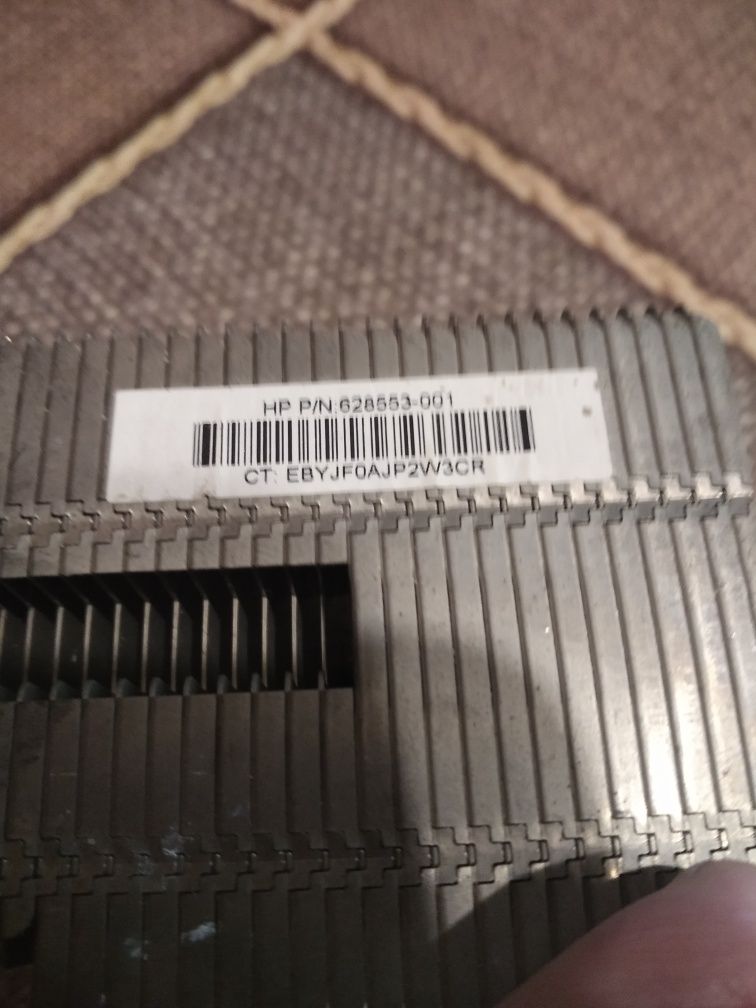 HP P/N:628553-001
CT: EBYJF0AJP2W3CR